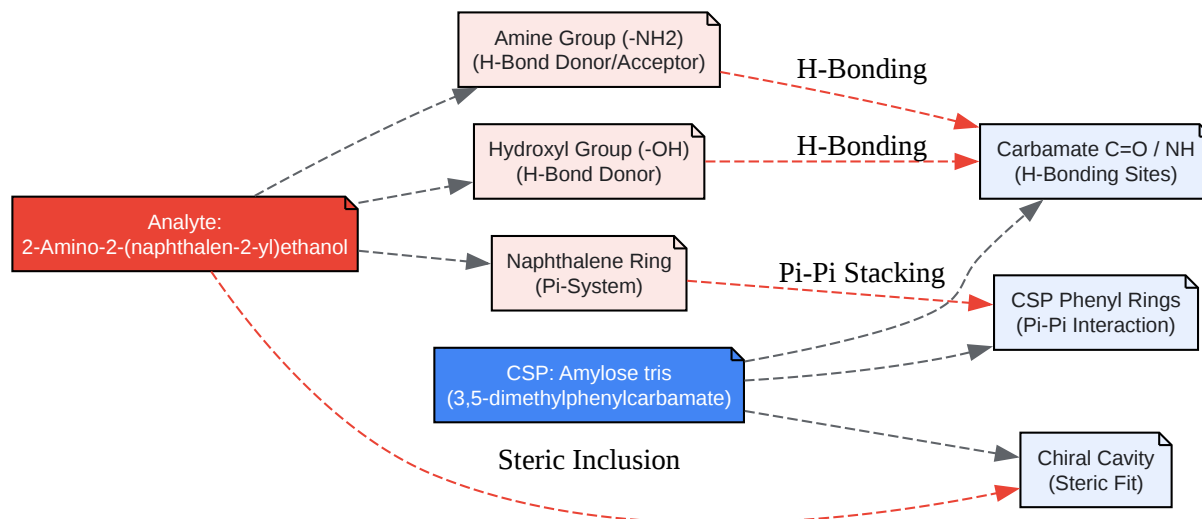 Amine Group (-NH2)
(H-Bond Donor/Acceptor)
H-Bonding
Hydroxyl Group (-OH)
(H-Bond Donor)
H-Bonding
Carbamate C=O / NH
(H-Bonding Sites)
Analyte:
2-Amino-2-(naphthalen-2-yl)ethanol
Naphthalene Ring
(Pi-System)
Pi-Pi Stacking
CSP Phenyl Rings
(Pi-Pi Interaction)
CSP: Amylose tris
(3,5-dimethylphenylcarbamate)
Steric Inclusion
Chiral Cavity
(Steric Fit)